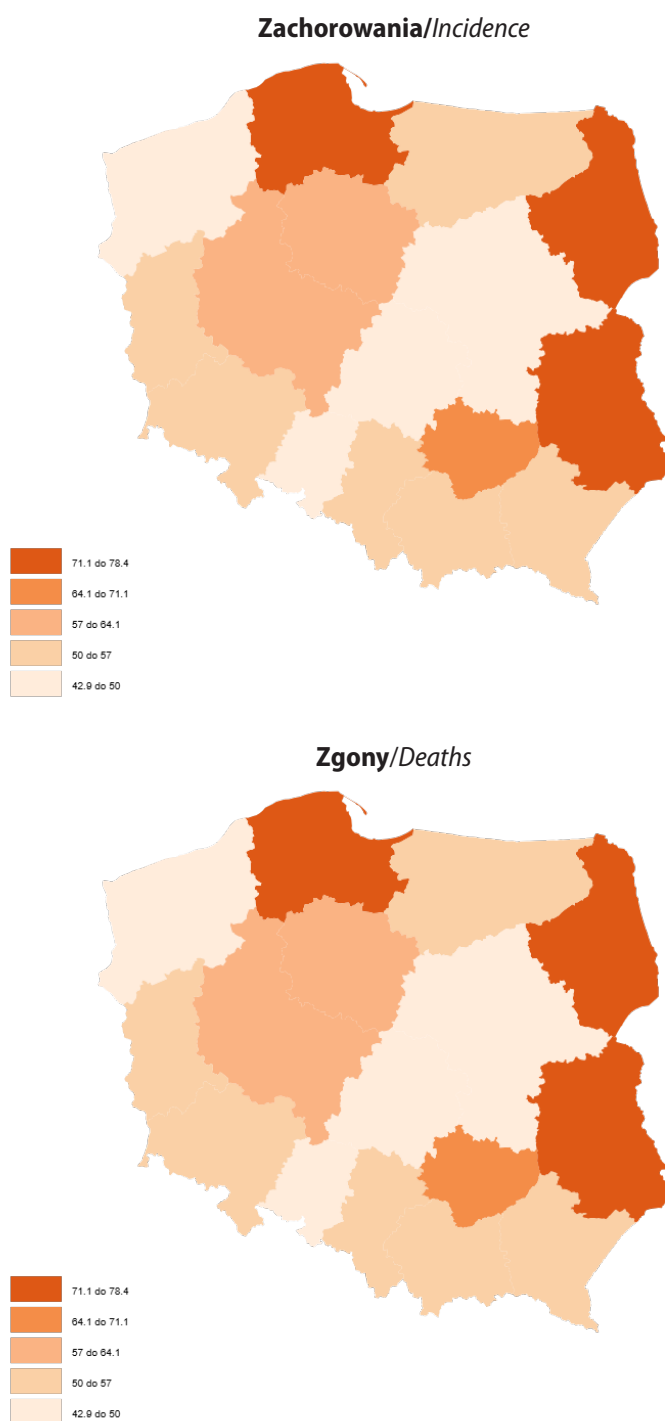 Zachorowania/Incidence
71.1 do 78.4
64.1 do 71.1
57 do 64.1
50 do 57
42.9 do 50
Zgony/Deaths
71.1 do 78.4
64.1 do 71.1
57 do 64.1
50 do 57
42.9 do 50